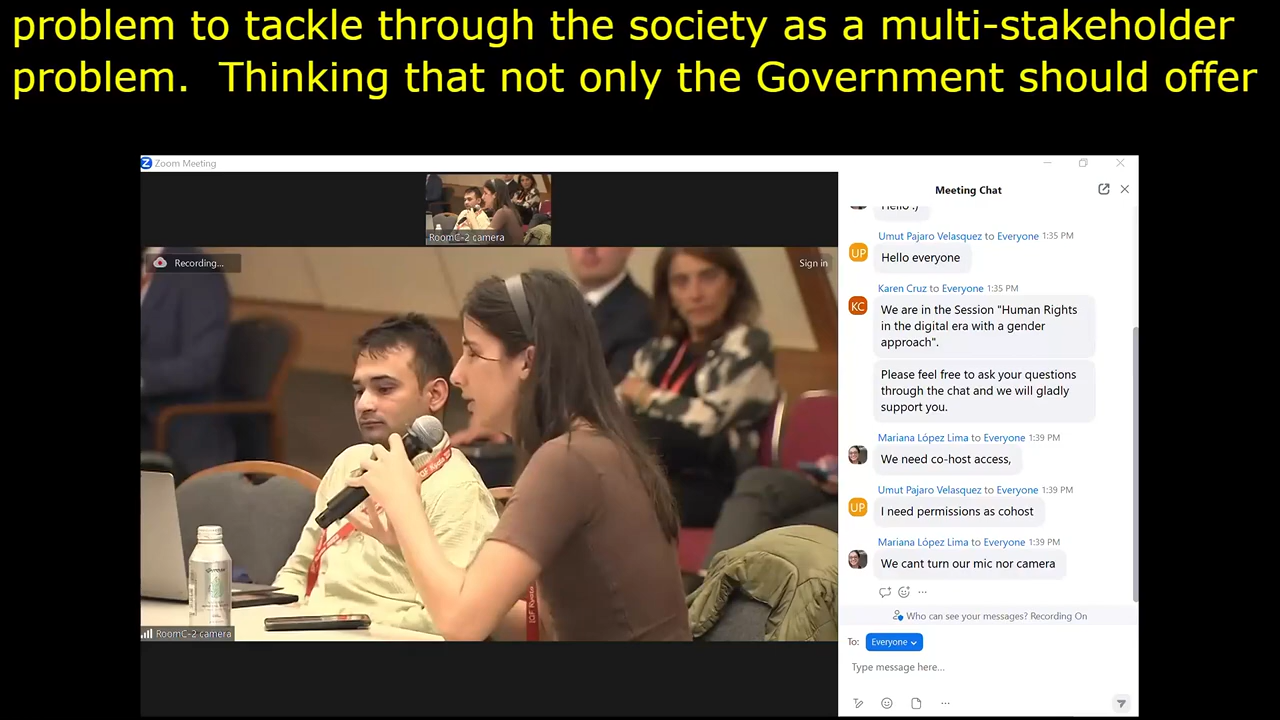 problem to tackle through the society as a multi-stakeholder
problem.  Thinking that not only the Government should offer
Zoom Meeting
RoomC-2 camera
Recording...
Sign in
IGF Kyoto
RoomC-2 camera
Meeting Chat
Hello :)
Umut Pajaro Velasquez to Everyone 1:35 PM
UP
Hello everyone
Karen Cruz to Everyone 1:35 PM
KC
We are in the Session "Human Rights
in the digital era with a gender
approach".
Please feel free to ask your questions
through the chat and we will gladly
support you.
Mariana López Lima to Everyone 1:39 PM
We need co-host access,
Umut Pajaro Velasquez to Everyone 1:39 PM
UP
I need permissions as cohost
Mariana López Lima to Everyone 1:39 PM
We cant turn our mic nor camera
Who can see your messages? Recording On
To: Everyone
Type message here...